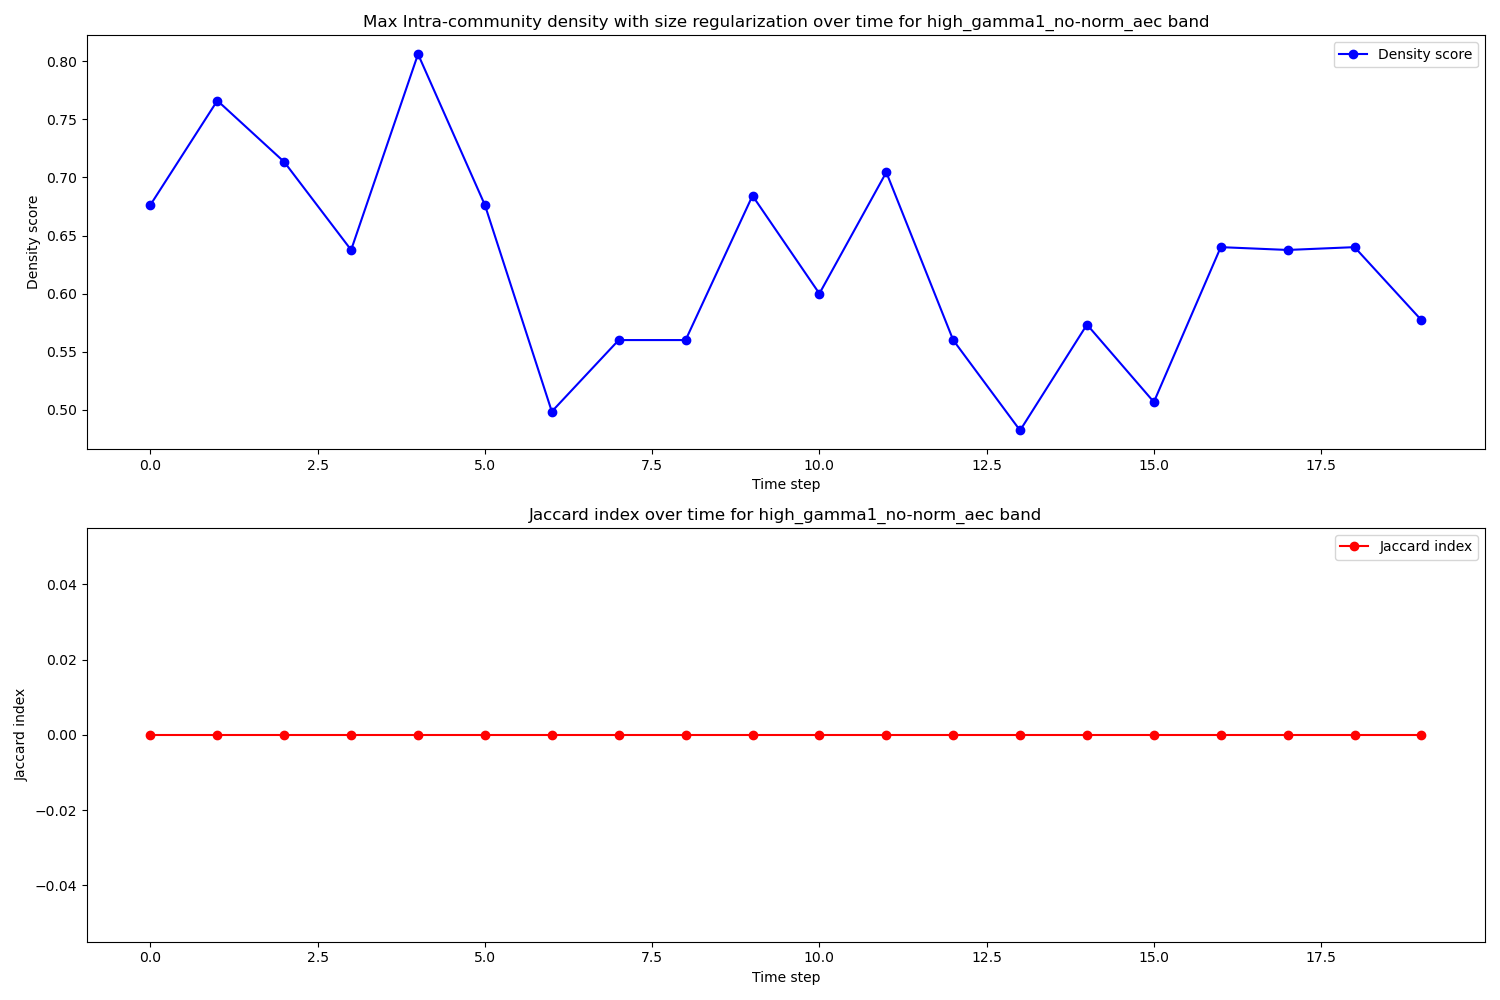 Max Intra-community density with size regularization over time for high_gamma1_no-norm_aec band
Density score
0.80
0.75
0.70
0.65
0.60
0.55
0.50
Density score
0.0 2.5 5.0 7.5 10.0 12.5 15.0 17.5
Time step
Jaccard index over time for high_gamma1_no-norm_aec band
Jaccard index
0.04
0.02
0.00
−0.02
−0.04
Jaccard index
0.0 2.5 5.0 7.5 10.0 12.5 15.0 17.5
Time step